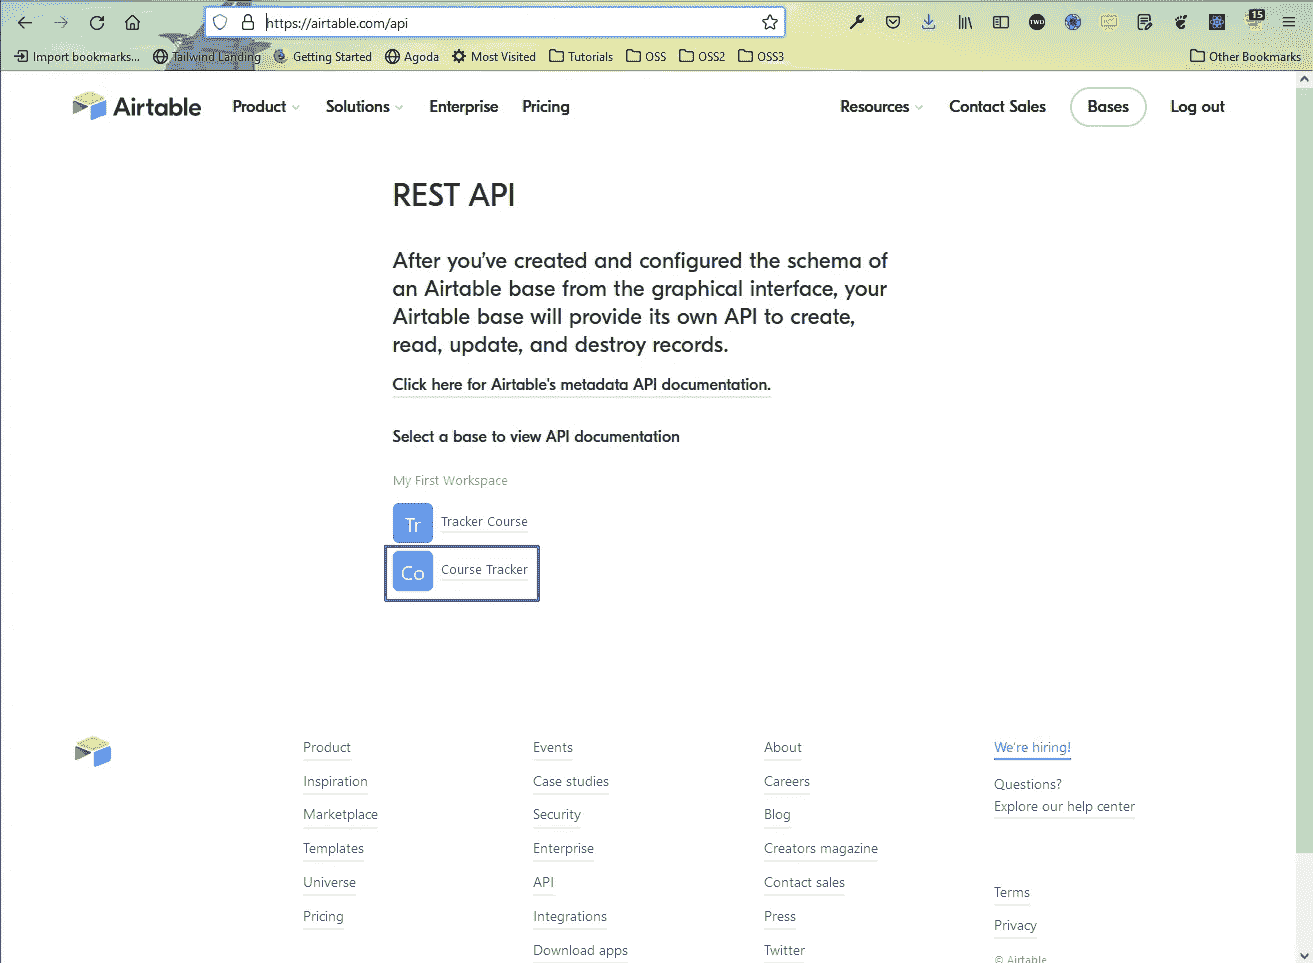 https://airtable.com/api
15
Import bookmarks...
Tailwind Landing
Getting Started
Agoda
Most Visited
Tutorials
OSS
OSS2
OSS3
Other Bookmarks
Airtable
Product
Solutions
Enterprise
Pricing
Resources
Contact Sales
Bases
Log out
REST API
After you’ve created and configured the schema of
an Airtable base from the graphical interface, your
Airtable base will provide its own API to create,
read, update, and destroy records.
Click here for Airtable's metadata API documentation.
Select a base to view API documentation
My First Workspace
Tr
Tracker Course
Co
Course Tracker
Product
Inspiration
Marketplace
Templates
Universe
Pricing
Events
Case studies
Security
Enterprise
API
Integrations
Download apps
About
Careers
Blog
Creators magazine
Contact sales
Press
Twitter
We're hiring!
Questions?
Explore our help center
Terms
Privacy
© Airtable